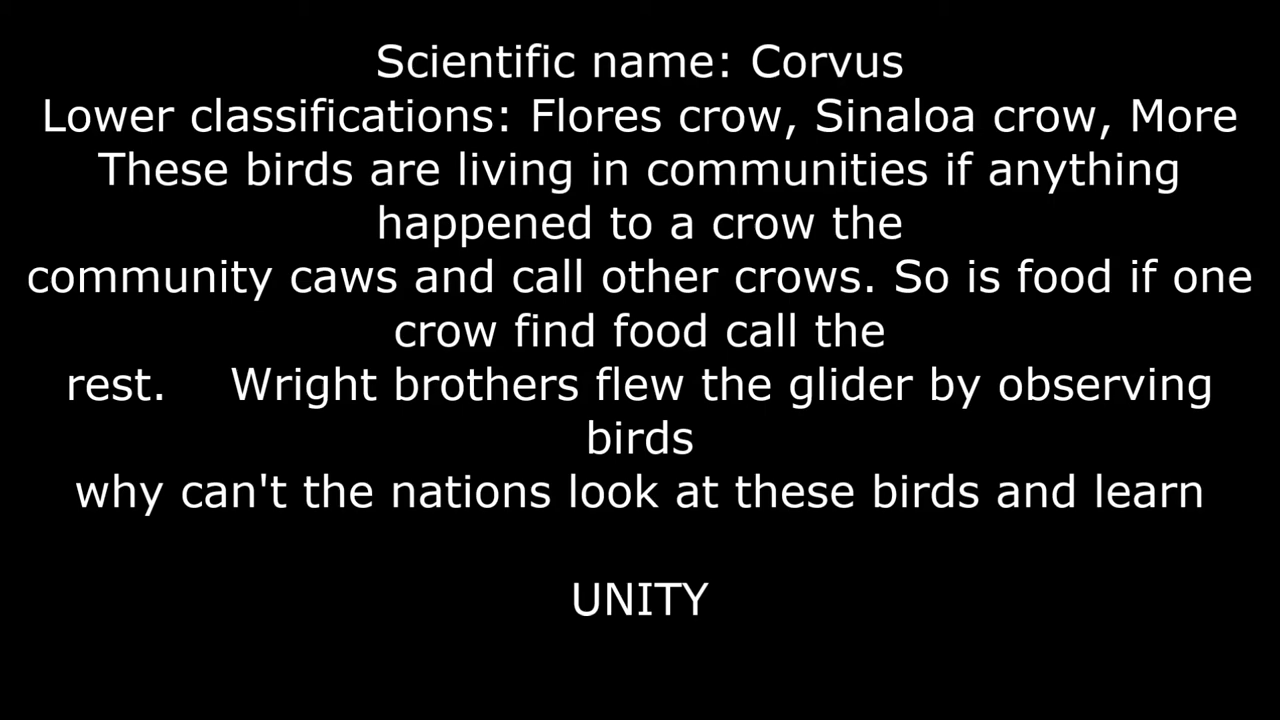 Scientific name: Corvus
Lower classifications: Flores crow, Sinaloa crow, More
These birds are living in communities if anything
happened to a crow the
community caws and call other crows. So is food if one
crow find food call the
rest.     Wright brothers flew the glider by observing
birds
why can't the nations look at these birds and learn
UNITY